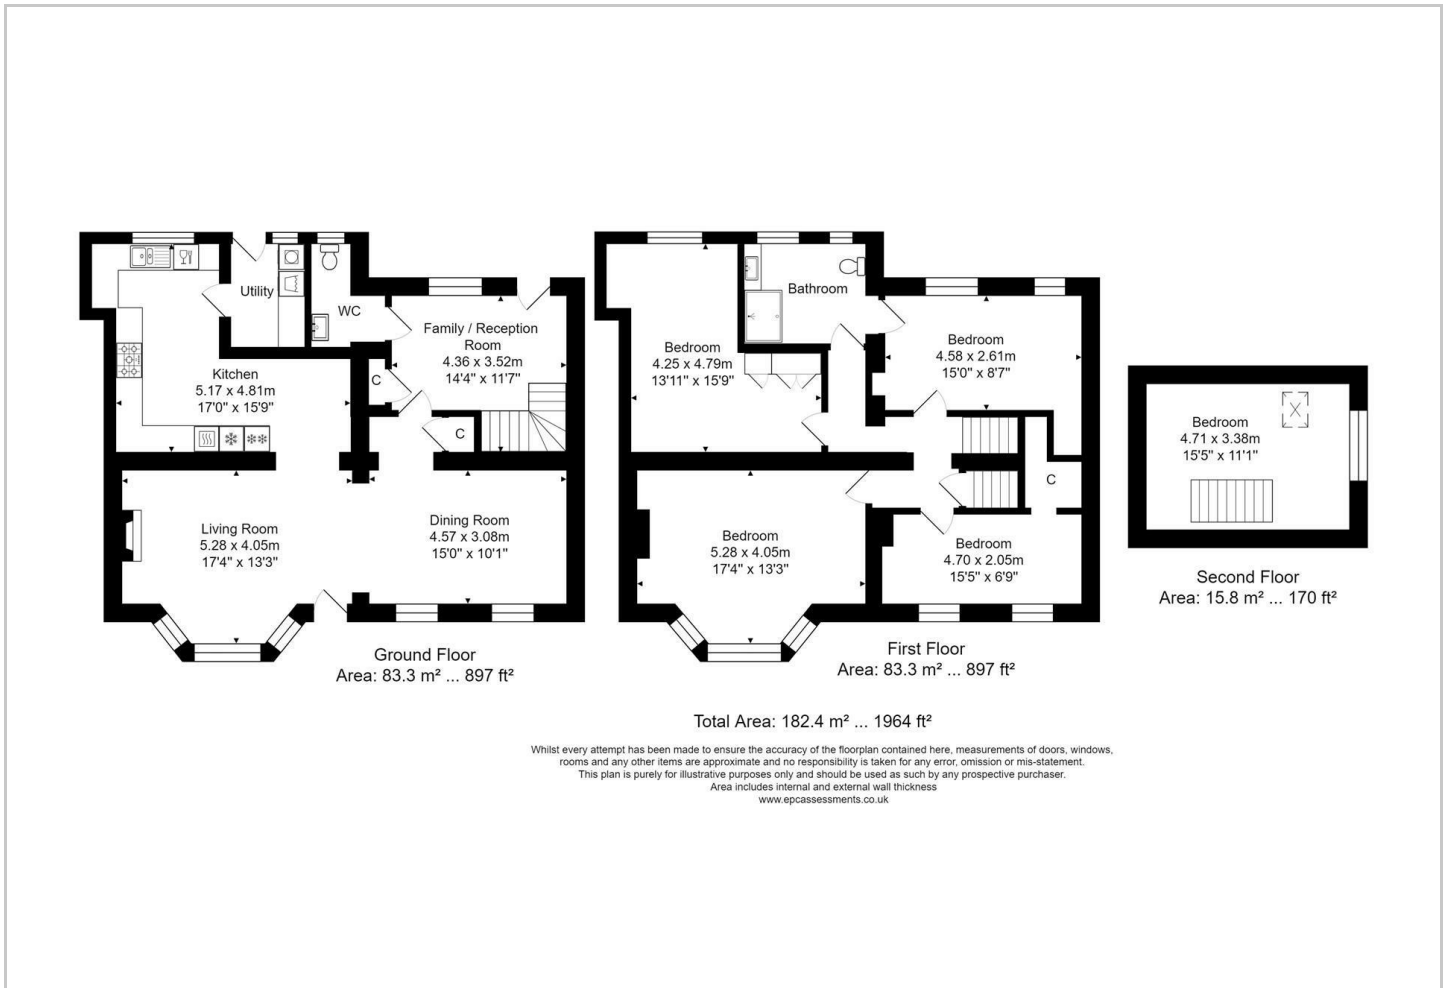 Utility
WC
Family / Reception
Room
4.36 x 3.52m
14'4" x 11'7"
Kitchen
5.17 x 4.81m
17'0" x 15'9"
C
C
Living Room
5.28 x 4.05m
17'4" x 13'3"
Dining Room
4.57 x 3.08m
15'0" x 10'1"
Ground Floor
Area: 83.3 m² ... 897 ft²
Bathroom
Bedroom
4.25 x 4.79m
13'11" x 15'9"
Bedroom
4.58 x 2.61m
15'0" x 8'7"
C
Bedroom
5.28 x 4.05m
17'4" x 13'3"
Bedroom
4.70 x 2.05m
15'5" x 6'9"
First Floor
Area: 83.3 m² ... 897 ft²
Bedroom
4.71 x 3.38m
15'5" x 11'1"
Second Floor
Area: 15.8 m² ... 170 ft²
Total Area: 182.4 m² ... 1964 ft²
Whilst every attempt has been made to ensure the accuracy of the floorplan contained here, measurements of doors, windows,
rooms and any other items are approximate and no responsibility is taken for any error, omission or mis-statement.
This plan is purely for illustrative purposes only and should be used as such by any prospective purchaser.
Area includes internal and external wall thickness
www.epcassessments.co.uk